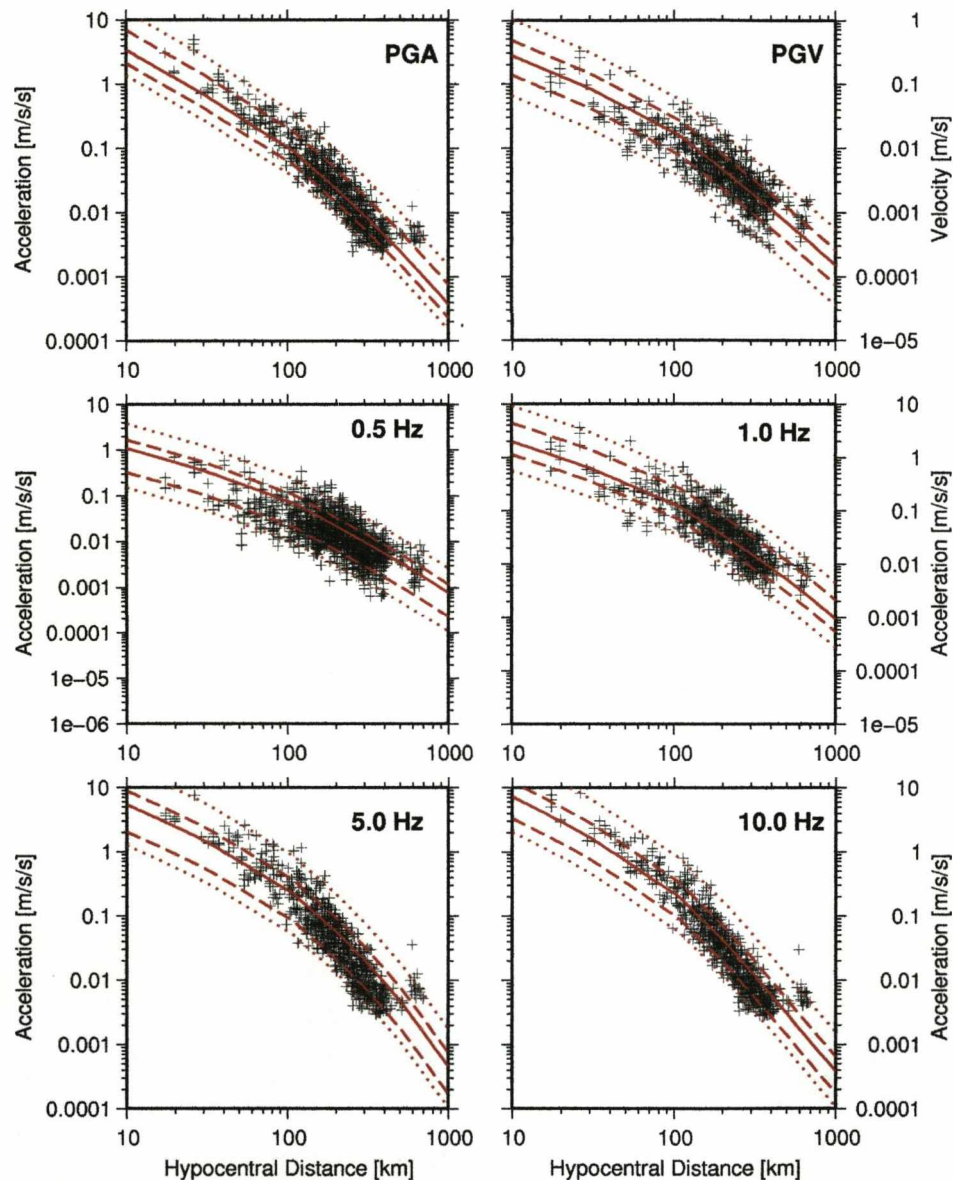 PGA
Acceleration [m/s/s]
10
1
0.1
0.01
0.001
0.0001
10
100
1000
PGV
Velocity [m/s]
1
0.1
0.01
0.001
0.0001
1e-05
10
100
1000
0.5 Hz
Acceleration [m/s/s]
10
1
0.1
0.01
0.001
0.0001
1e-05
1e-06
10
100
1000
1.0 Hz
Acceleration [m/s/s]
10
1
0.1
0.01
0.001
0.0001
1e-05
10
100
1000
5.0 Hz
Acceleration [m/s/s]
10
1
0.1
0.01
0.001
0.0001
10
100
1000
Hypocentral Distance [km]
10.0 Hz
Acceleration [m/s/s]
10
1
0.1
0.01
0.001
0.0001
10
100
1000
Hypocentral Distance [km]